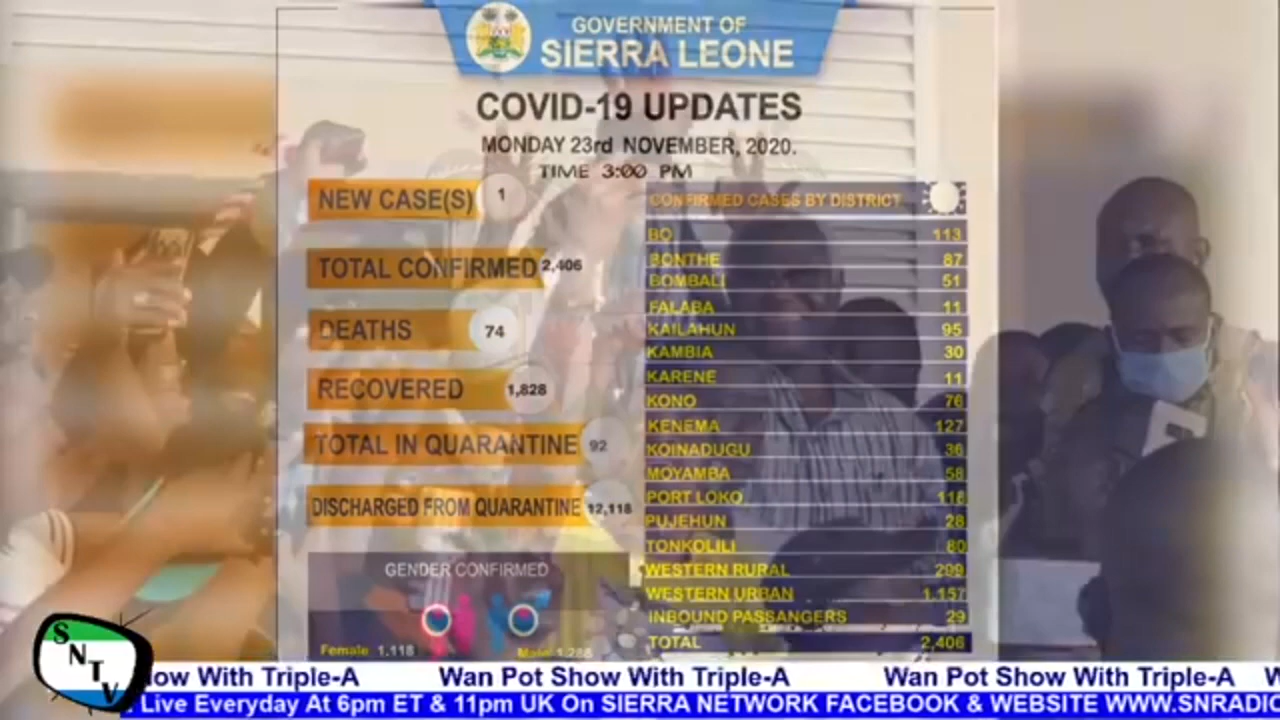 GOVERNMENT OF
SIERRA LEONE
COVID-19 UPDATES
MONDAY 23rd NOVEMBER, 2020.
TIME 3:00 PM
NEW CASE(S) 1
TOTAL CONFIRMED 2,406
DEATHS 74
RECOVERED 1,828
TOTAL IN QUARANTINE 92
DISCHARGED FROM QUARANTINE 12,118
GENDER CONFIRMED
Female 1,118 Male 1,288
CONFIRMED CASES BY DISTRICT
BO 113
BONTHE 87
BOMBALI 51
FALABA 11
KAILAHUN 95
KAMBIA 30
KARENE 11
KONO 76
KENEMA 127
KOINADUGU 36
MOYAMBA 58
PORT LOKO 118
PUJEHUN 28
TONKOLILI 80
WESTERN RURAL 299
WESTERN URBAN 1,157
INBOUND PASSANGERS 29
TOTAL 2,406
SNTV
low With Triple-A Wan Pot Show With Triple-A Wan Pot Show With Triple-A W
Live Everyday At 6pm ET & 11pm UK On SIERRA NETWORK FACEBOOK & WEBSITE WWW.SNRADIO